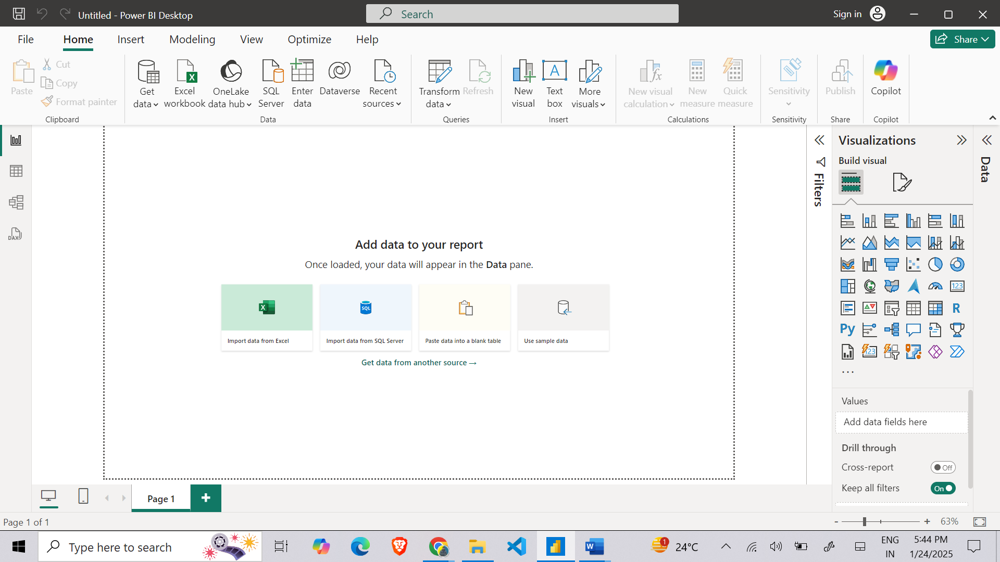 Untitled - Power BI Desktop
Search
Sign in
File
Home
Insert
Modeling
View
Optimize
Help
Share
Paste
Cut
Copy
Format painter
Clipboard
Get
data
Excel
workbook
OneLake
data hub
SQL
Server
Enter
data
Dataverse
Recent
sources
Data
Transform
data
Refresh
Queries
New
visual
A
Text
box
More
visuals
Insert
New visual
calculation
New
measure
Quick
measure
Calculations
Sensitivity
Sensitivity
Publish
Share
Copilot
Copilot
DAX
Add data to your report
Once loaded, your data will appear in the Data pane.
SQL
Import data from Excel
Import data from SQL Server
Paste data into a blank table
Use sample data
Get data from another source →
Filters
Visualizations
Build visual
123
R
Py
123
...
Values
Add data fields here
Drill through
Cross-report
Off
Keep all filters
On
Data
Page 1
+
Page 1 of 1
-
+
63%
Type here to search
1
24°C
ENG
IN
5:44 PM
1/24/2025